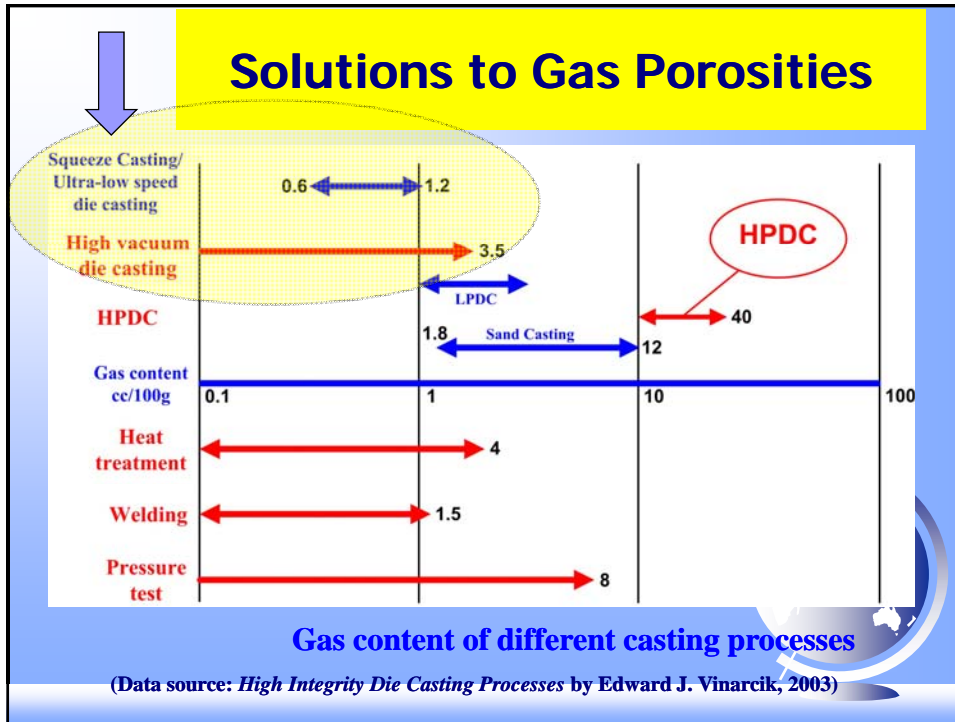 Solutions to Gas Porosities
Squeeze Casting/
Ultra-low speed
die casting
0.6
1.2
High vacuum
die casting
3.5
HPDC
LPDC
HPDC
40
1.8
Sand Casting
12
Gas content
cc/100g
0.1
1
10
100
Heat
treatment
4
Welding
1.5
Pressure
test
8
Gas content of different casting processes
(Data source: High Integrity Die Casting Processes by Edward J. Vinarcik, 2003)